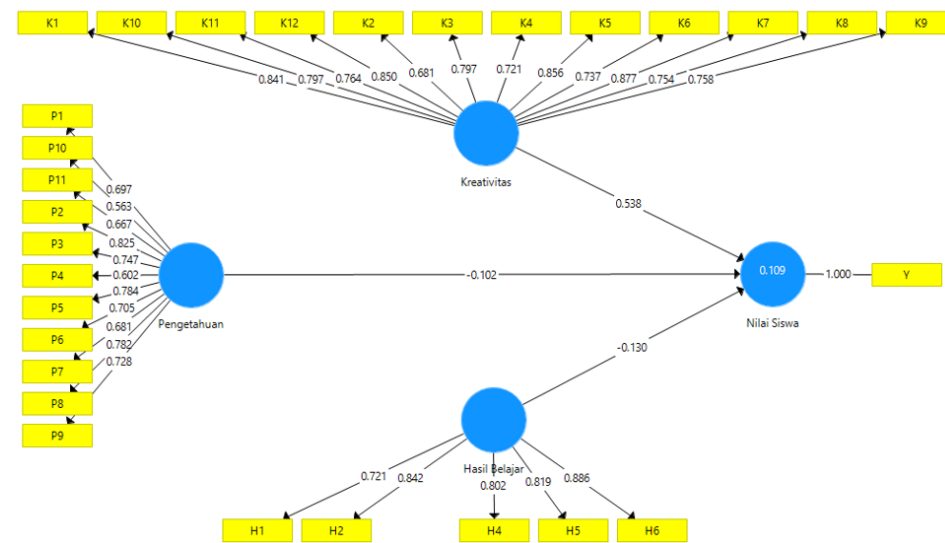 K1 K10 K11 K12 K2 K3 K4 K5 K6 K7 K8 K9
0.841 0.797 0.764 0.850 0.681 0.797 0.721 0.856 0.737 0.877 0.754 0.758
Kreativitas
P1
P10
P11
P2
P3
P4
P5
P6
P7
P8
P9
0.697
0.563
0.667
0.825
0.747
0.602
0.784
0.705
0.681
0.782
0.728
Pengetahuan
0.538
-0.102
-0.130
0.109
Nilai Siswa
1.000
Y
Hasil Belajar
0.721 0.842 0.802 0.819 0.886
H1 H2 H4 H5 H6